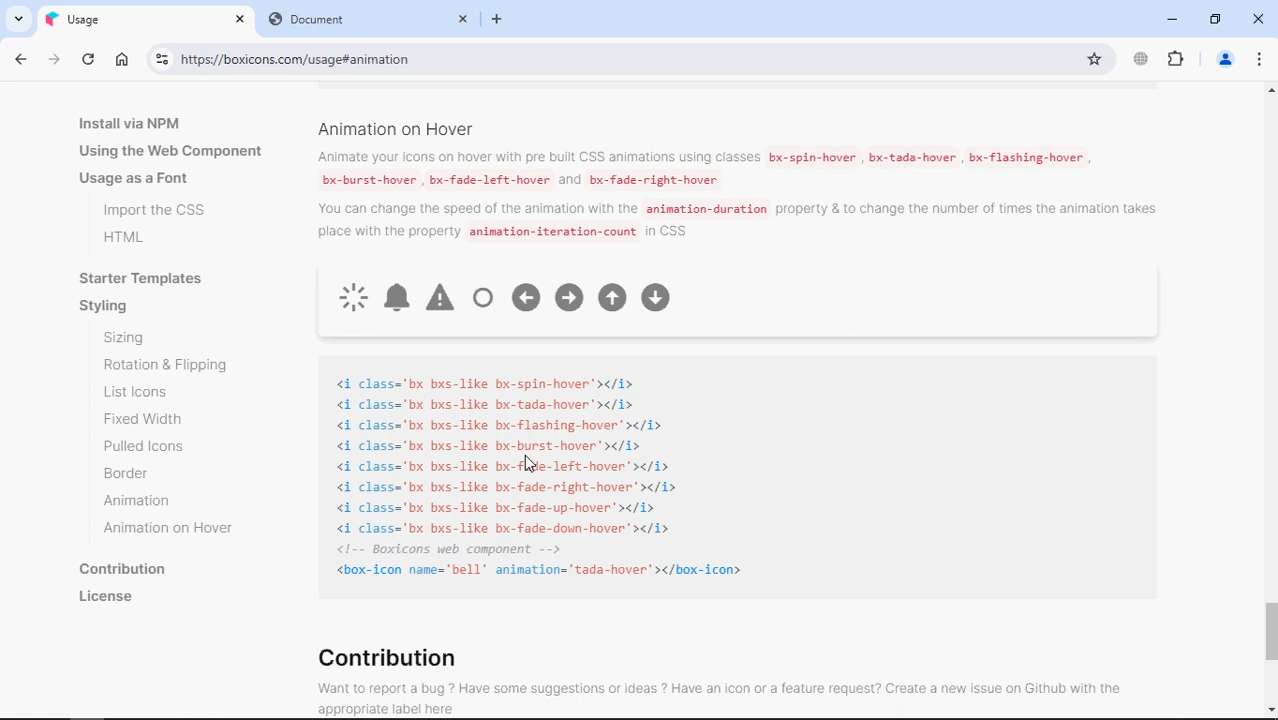 Usage
Document
https://boxicons.com/usage#animation
Install via NPM
Using the Web Component
Usage as a Font
Import the CSS
HTML
Starter Templates
Styling
Sizing
Rotation & Flipping
List Icons
Fixed Width
Pulled Icons
Border
Animation
Animation on Hover
Contribution
License
Animation on Hover
Animate your icons on hover with pre built CSS animations using classes bx-spin-hover , bx-tada-hover , bx-flashing-hover ,
bx-burst-hover , bx-fade-left-hover and bx-fade-right-hover
You can change the speed of the animation with the animation-duration property & to change the number of times the animation takes
place with the property animation-iteration-count in CSS
<i class='bx bxs-like bx-spin-hover'></i>
<i class='bx bxs-like bx-tada-hover'></i>
<i class='bx bxs-like bx-flashing-hover'></i>
<i class='bx bxs-like bx-burst-hover'></i>
<i class='bx bxs-like bx-fade-left-hover'></i>
<i class='bx bxs-like bx-fade-right-hover'></i>
<i class='bx bxs-like bx-fade-up-hover'></i>
<i class='bx bxs-like bx-fade-down-hover'></i>
<!-- Boxicons web component -->
<box-icon name='bell' animation='tada-hover'></box-icon>
Contribution
Want to report a bug ? Have some suggestions or ideas ? Have an icon or a feature request? Create a new issue on Github with the
appropriate label here